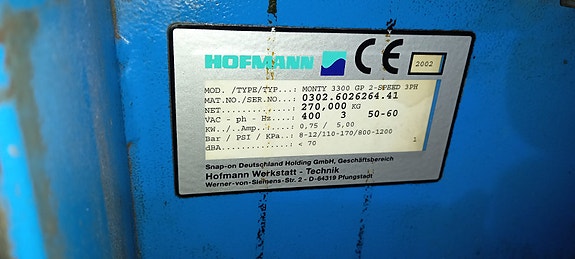 HOFMANN CE 2002
MOD. /TYPE/TYP...: MONTY 3300 GP 2-SPEED 3PH
MAT.NO./SER.NO...: 0302.6026264.41
NET..............: 270,000 KG
VAC - ph - Hz....: 400 3 50-60
KW../..Amp.......: 0,75 / 5,00
Bar / PSI / KPa..: 8-12/110-170/800-1200
dBA..............: < 70 1
Snap-on Deutschland Holding GmbH, Geschäftsbereich
Hofmann Werkstatt - Technik
Werner-von-Siemens-Str. 2 - D-64319 Pfungstadt